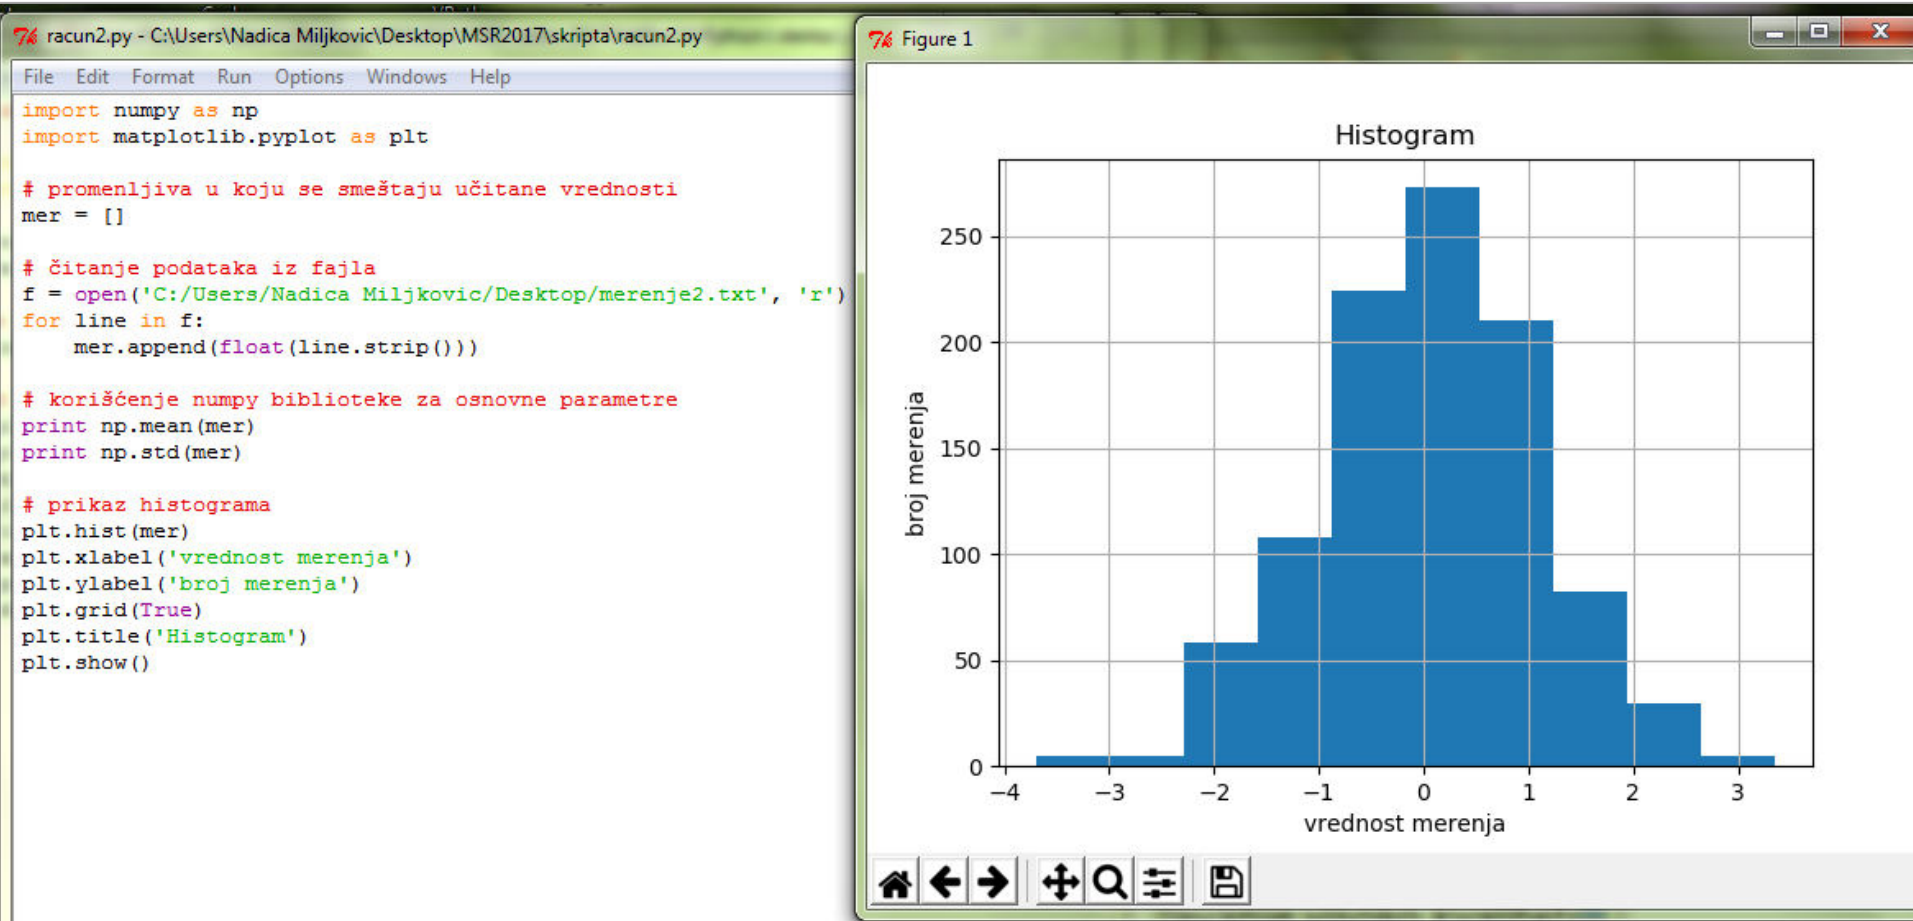 racun2.py - C:\Users\Nadica Miljkovic\Desktop\MSR2017\skripta\racun2.py
File Edit Format Run Options Windows Help
import numpy as np
import matplotlib.pyplot as plt
# promenljiva u koju se smeštaju učitane vrednosti
mer = []
# čitanje podataka iz fajla
f = open('C:/Users/Nadica Miljkovic/Desktop/merenje2.txt', 'r')
for line in f:
    mer.append(float(line.strip()))
# korišćenje numpy biblioteke za osnovne parametre
print np.mean(mer)
print np.std(mer)
# prikaz histograma
plt.hist(mer)
plt.xlabel('vrednost merenja')
plt.ylabel('broj merenja')
plt.grid(True)
plt.title('Histogram')
plt.show()
Figure 1
Histogram
250
200
150
100
50
0
broj merenja
−4 −3 −2 −1 0 1 2 3
vrednost merenja